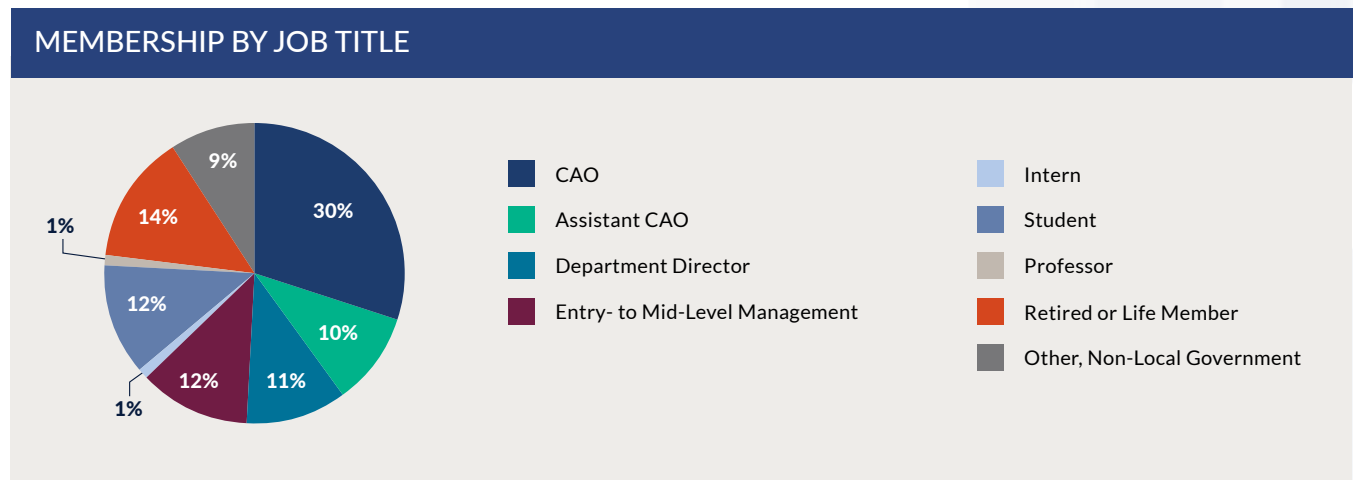 MEMBERSHIP BY JOB TITLE
9%
30%
14%
1%
12%
10%
12%
11%
1%
CAO
Assistant CAO
Department Director
Entry- to Mid-Level Management
Intern
Student
Professor
Retired or Life Member
Other, Non-Local Government